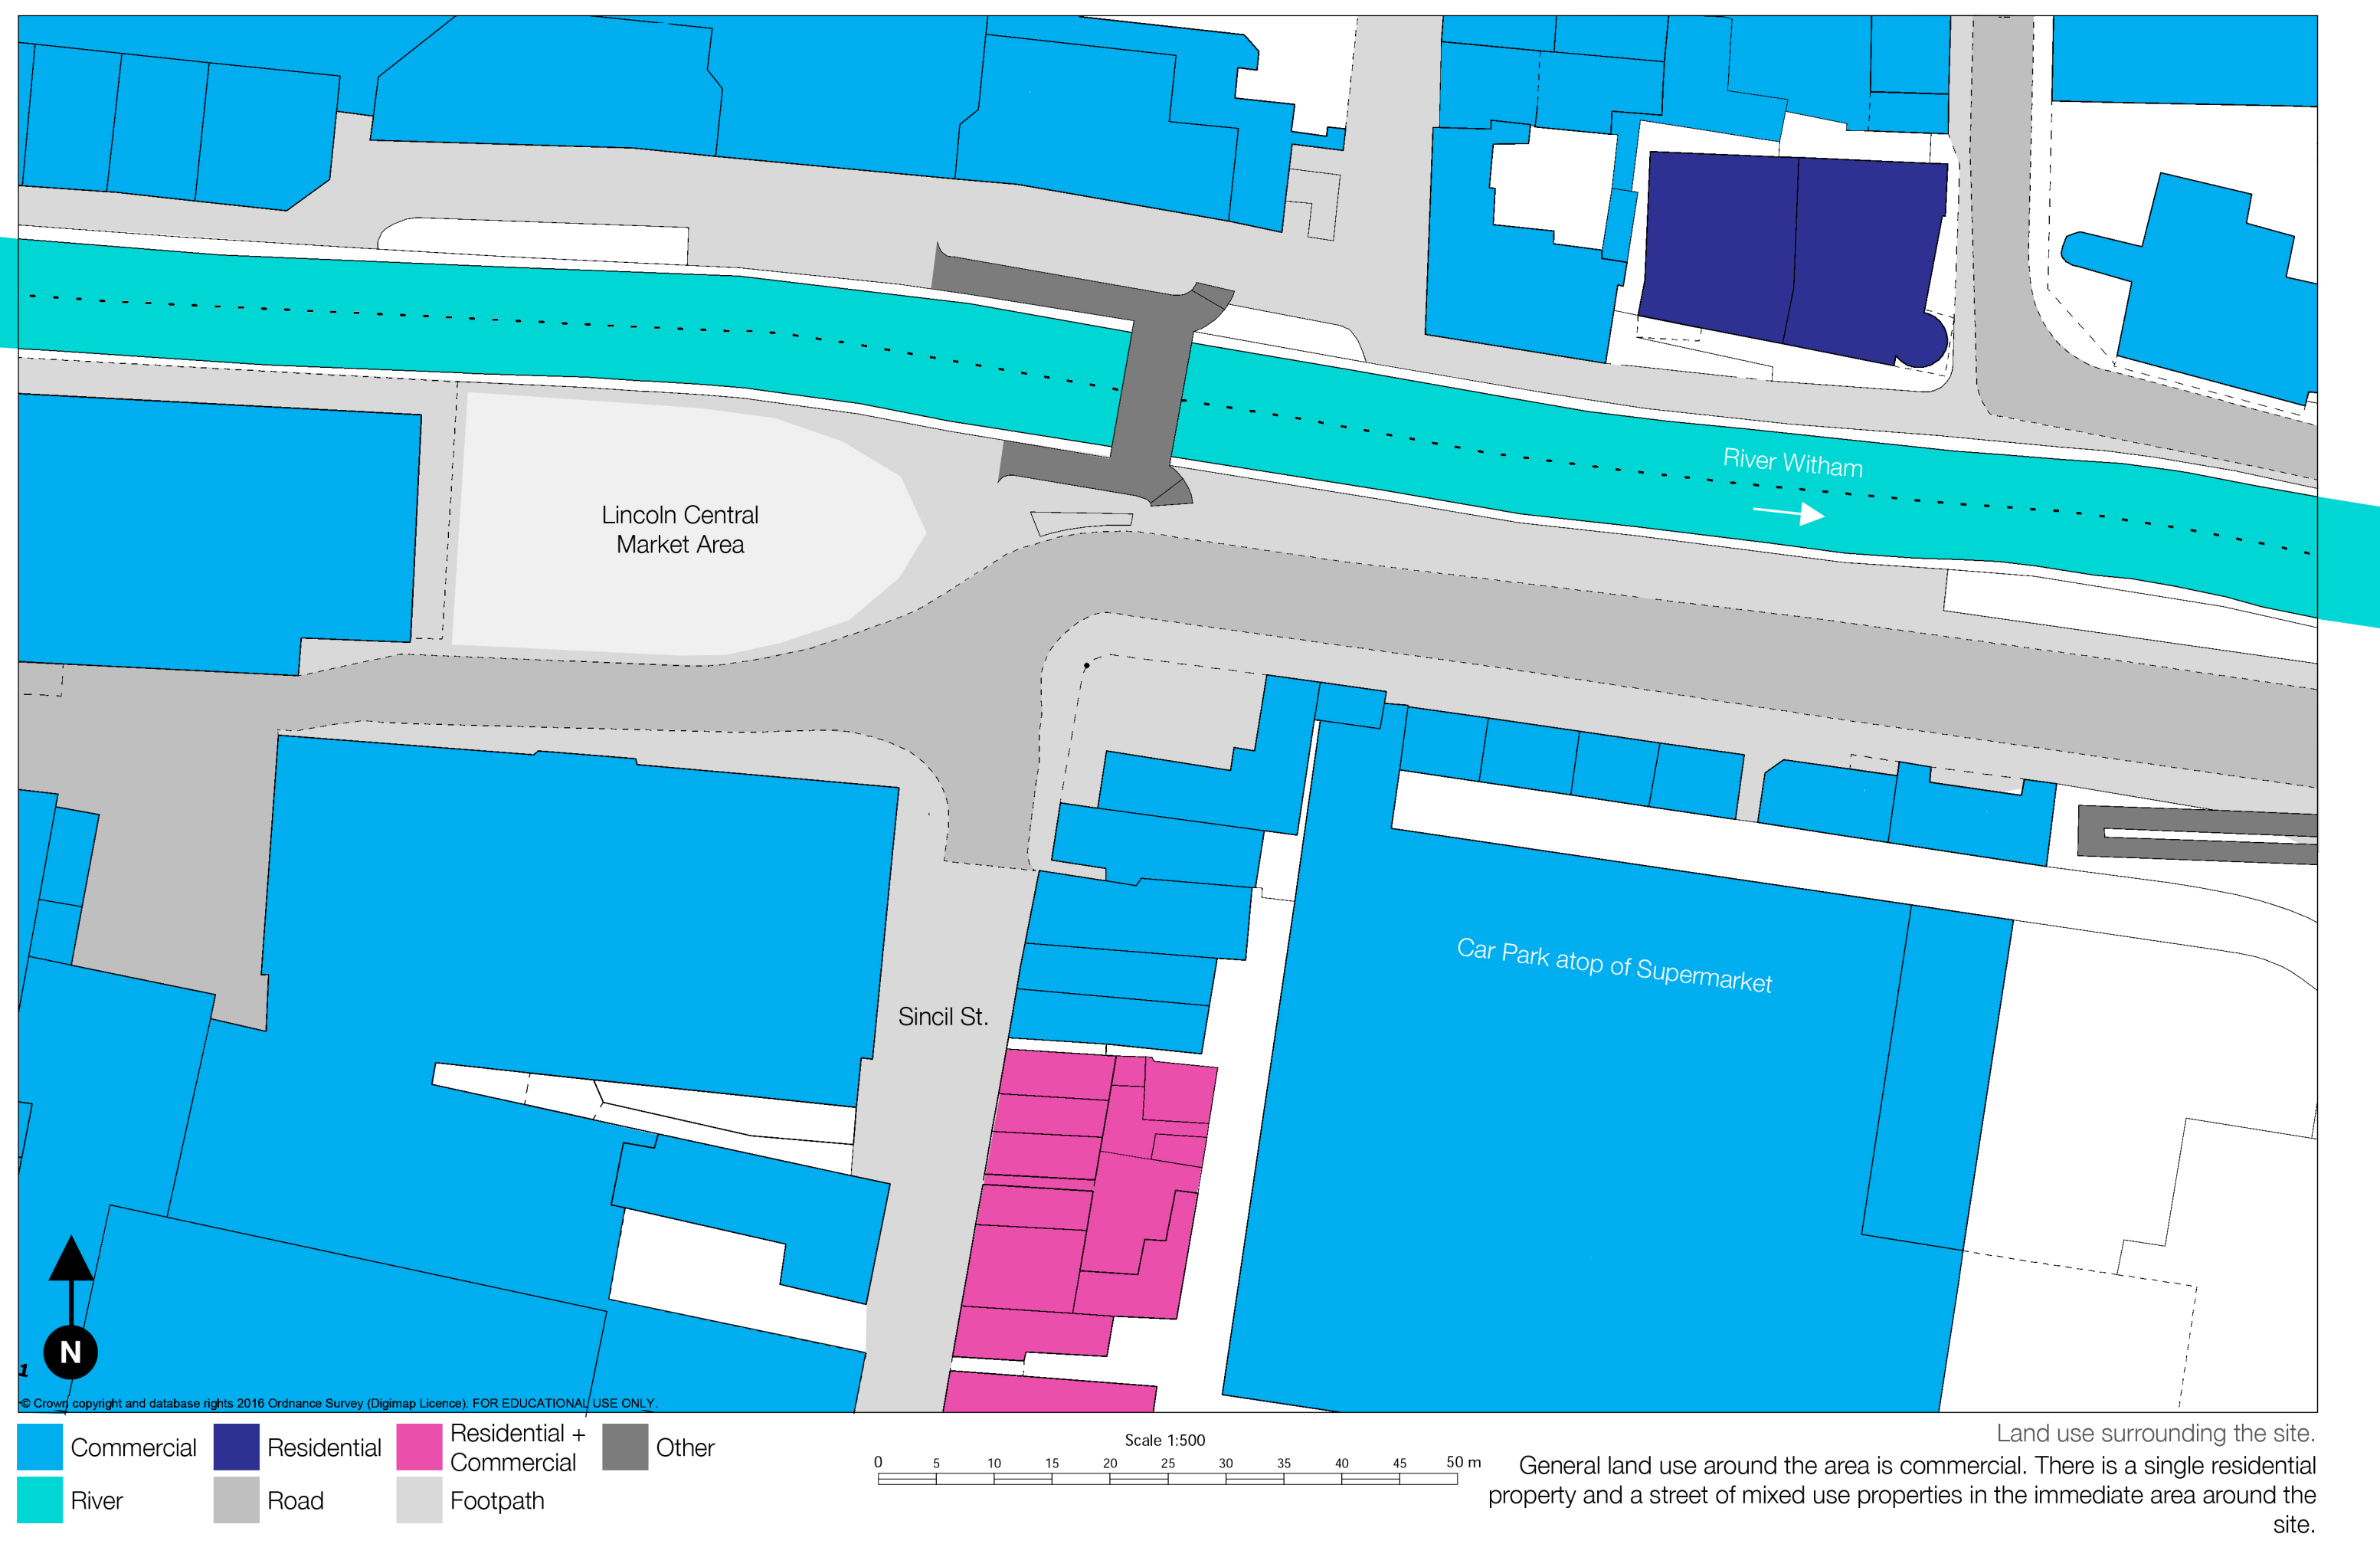 River Witham
Lincoln Central
Market Area
Car Park atop of Supermarket
Sincil St.
N
1
© Crown copyright and database rights 2016 Ordnance Survey (Digimap Licence). FOR EDUCATIONAL USE ONLY.
Commercial
Residential
Residential +
Commercial
Other
River
Road
Footpath
Scale 1:500
0 5 10 15 20 25 30 35 40 45 50 m
Land use surrounding the site.
General land use around the area is commercial. There is a single residential
property and a street of mixed use properties in the immediate area around the
site.